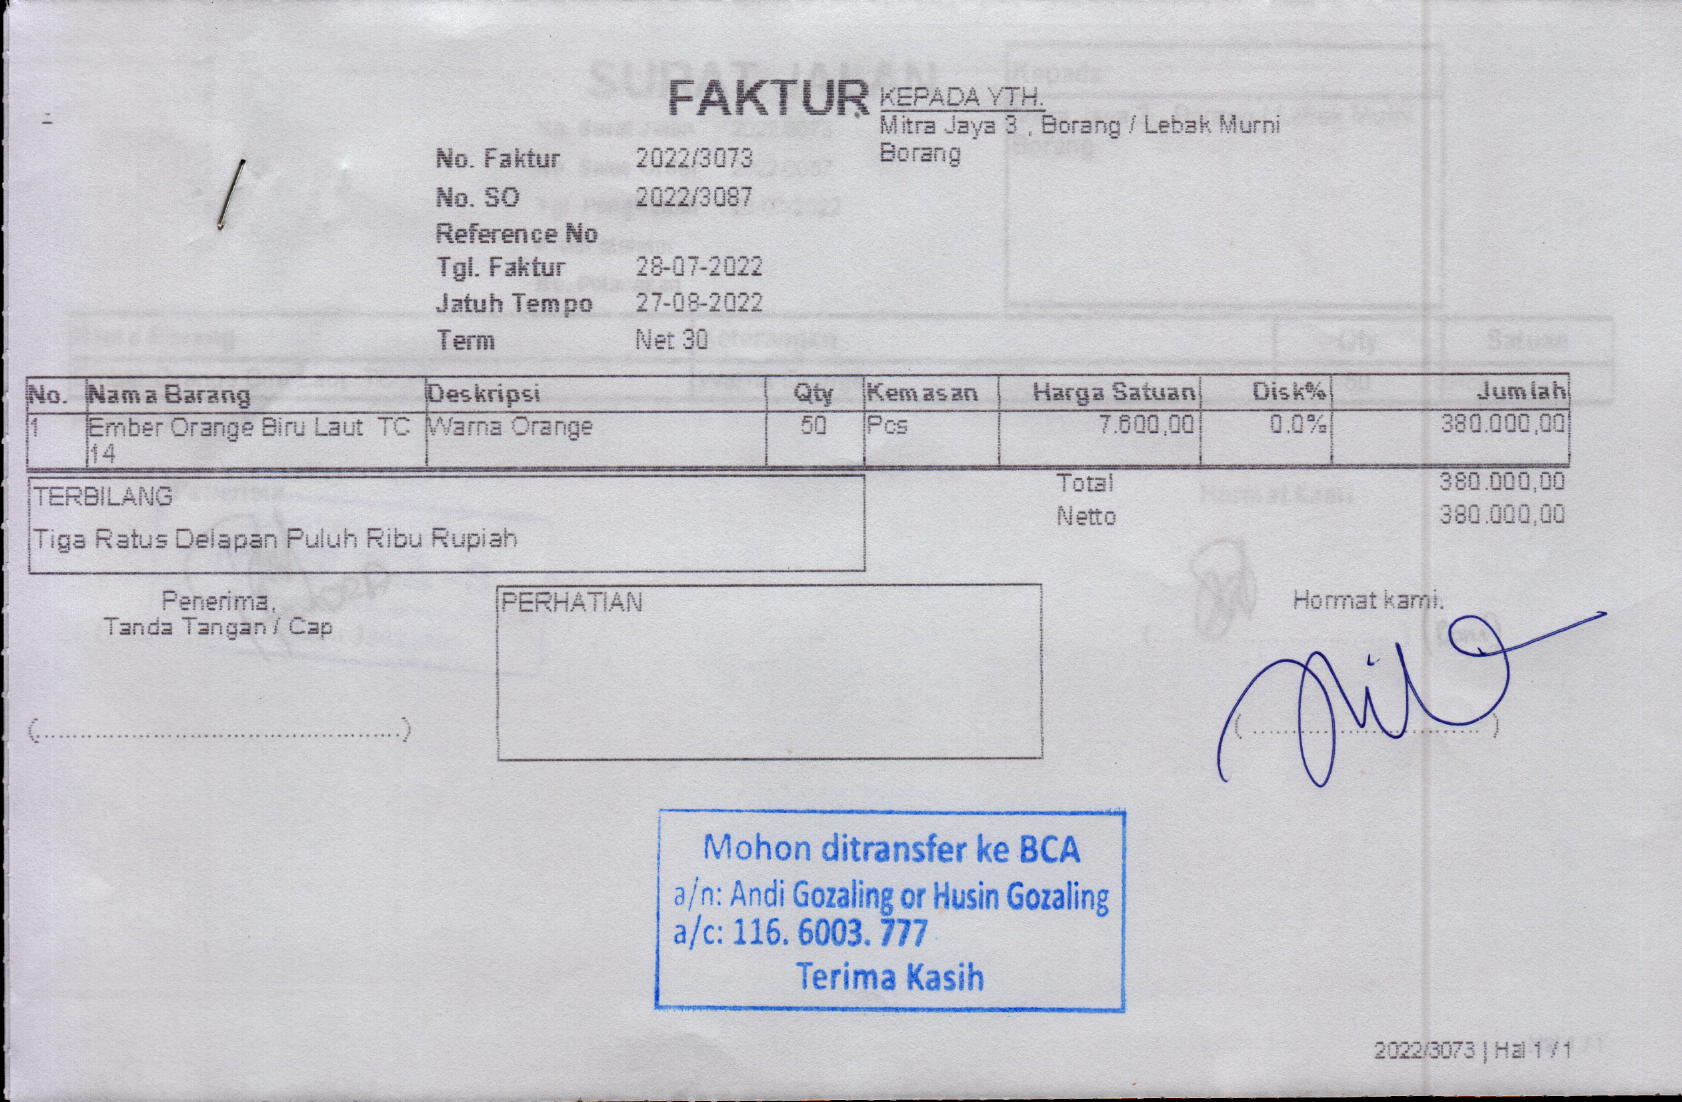 FAKTUR
KEPADA YTH.
Mitra Jaya 3 , Borang / Lebak Murni
Borang
No. Faktur 2022/3073
No. SO 2022/3087
Reference No
Tgl. Faktur 28-07-2022
Jatuh Tempo 27-08-2022
Term Net 30
No. Nama Barang Deskripsi Qty Kemasan Harga Satuan Disk% Jumlah
1 Ember Orange Biru Laut TC Warna Orange 50 Pcs 7.600,00 0.0% 380.000,00
14
Total 380.000,00
Netto 380.000,00
TERBILANG
Tiga Ratus Delapan Puluh Ribu Rupiah
Penerima,
Tanda Tangan / Cap
PERHATIAN
Hormat kami.
(..............................................)
( .................................. )
Mohon ditransfer ke BCA
a/n: Andi Gozaling or Husin Gozaling
a/c: 116. 6003. 777
Terima Kasih
2022/3073 | Hal 1 / 1